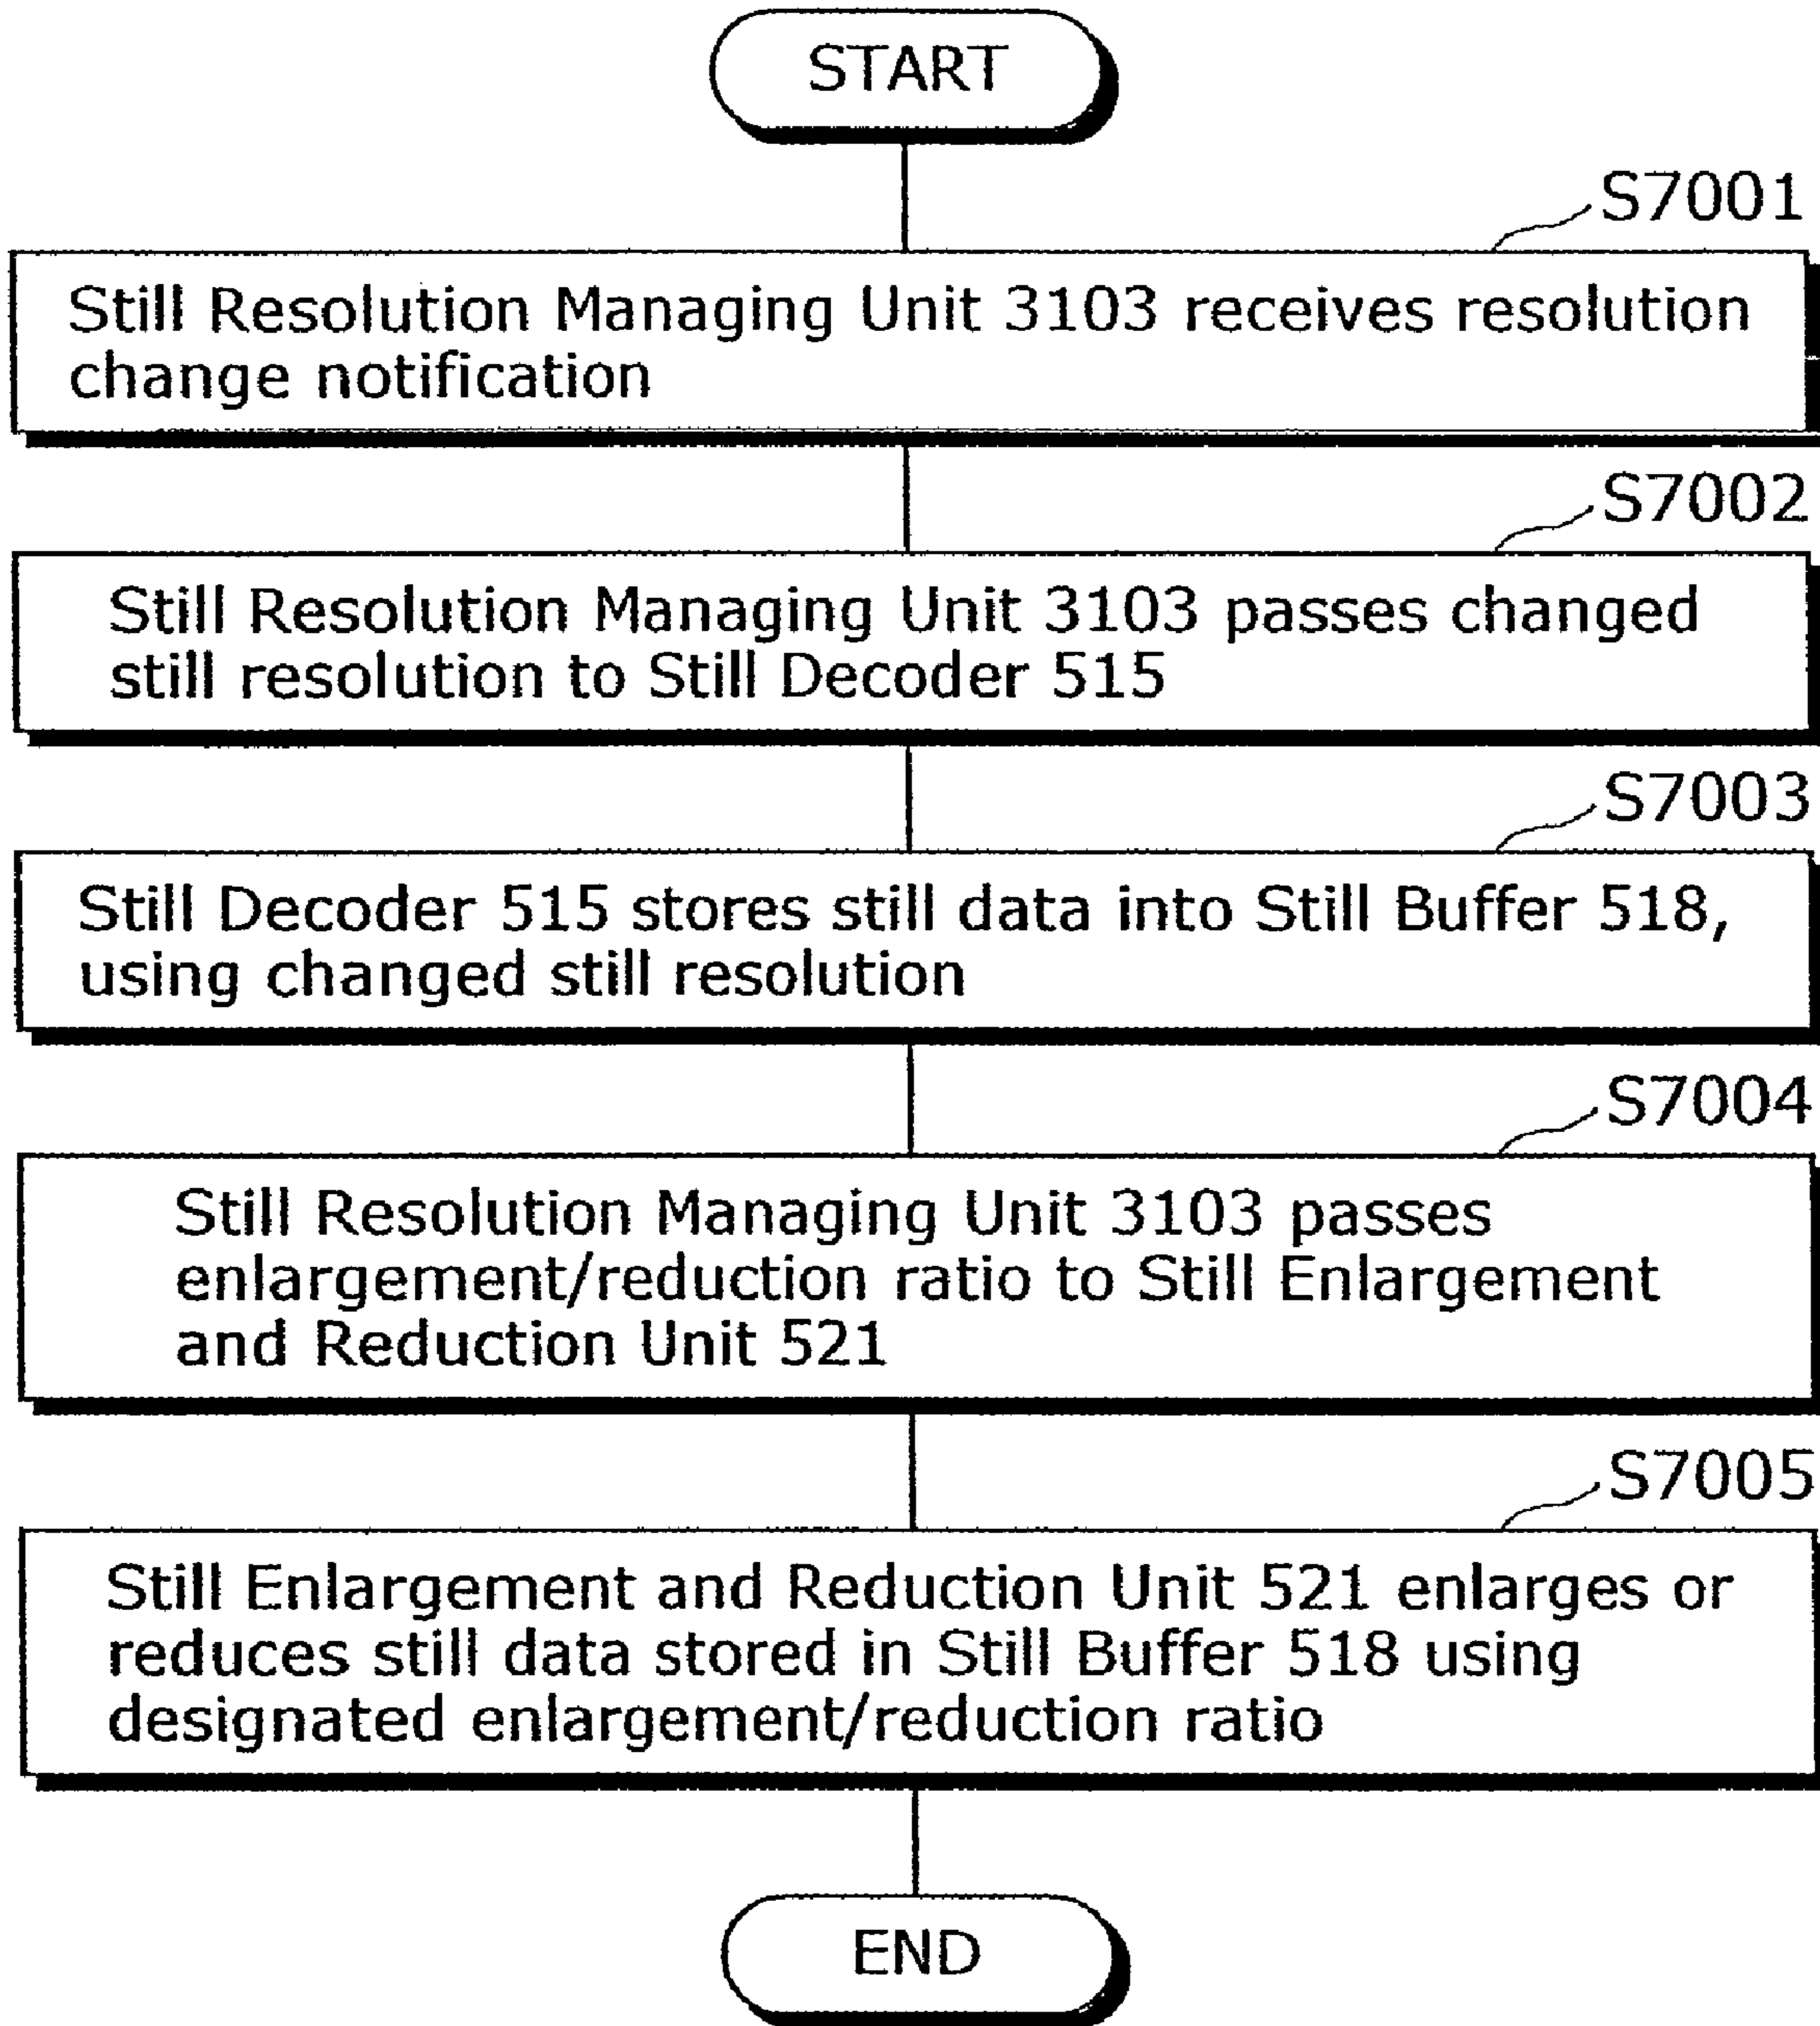 START
S7001
Still Resolution Managing Unit 3103 receives resolution
change notification
S7002
Still Resolution Managing Unit 3103 passes changed
still resolution to Still Decoder 515
S7003
Still Decoder 515 stores still data into Still Buffer 518,
using changed still resolution
S7004
Still Resolution Managing Unit 3103 passes
enlargement/reduction ratio to Still Enlargement
and Reduction Unit 521
S7005
Still Enlargement and Reduction Unit 521 enlarges or
reduces still data stored in Still Buffer 518 using
designated enlargement/reduction ratio
END